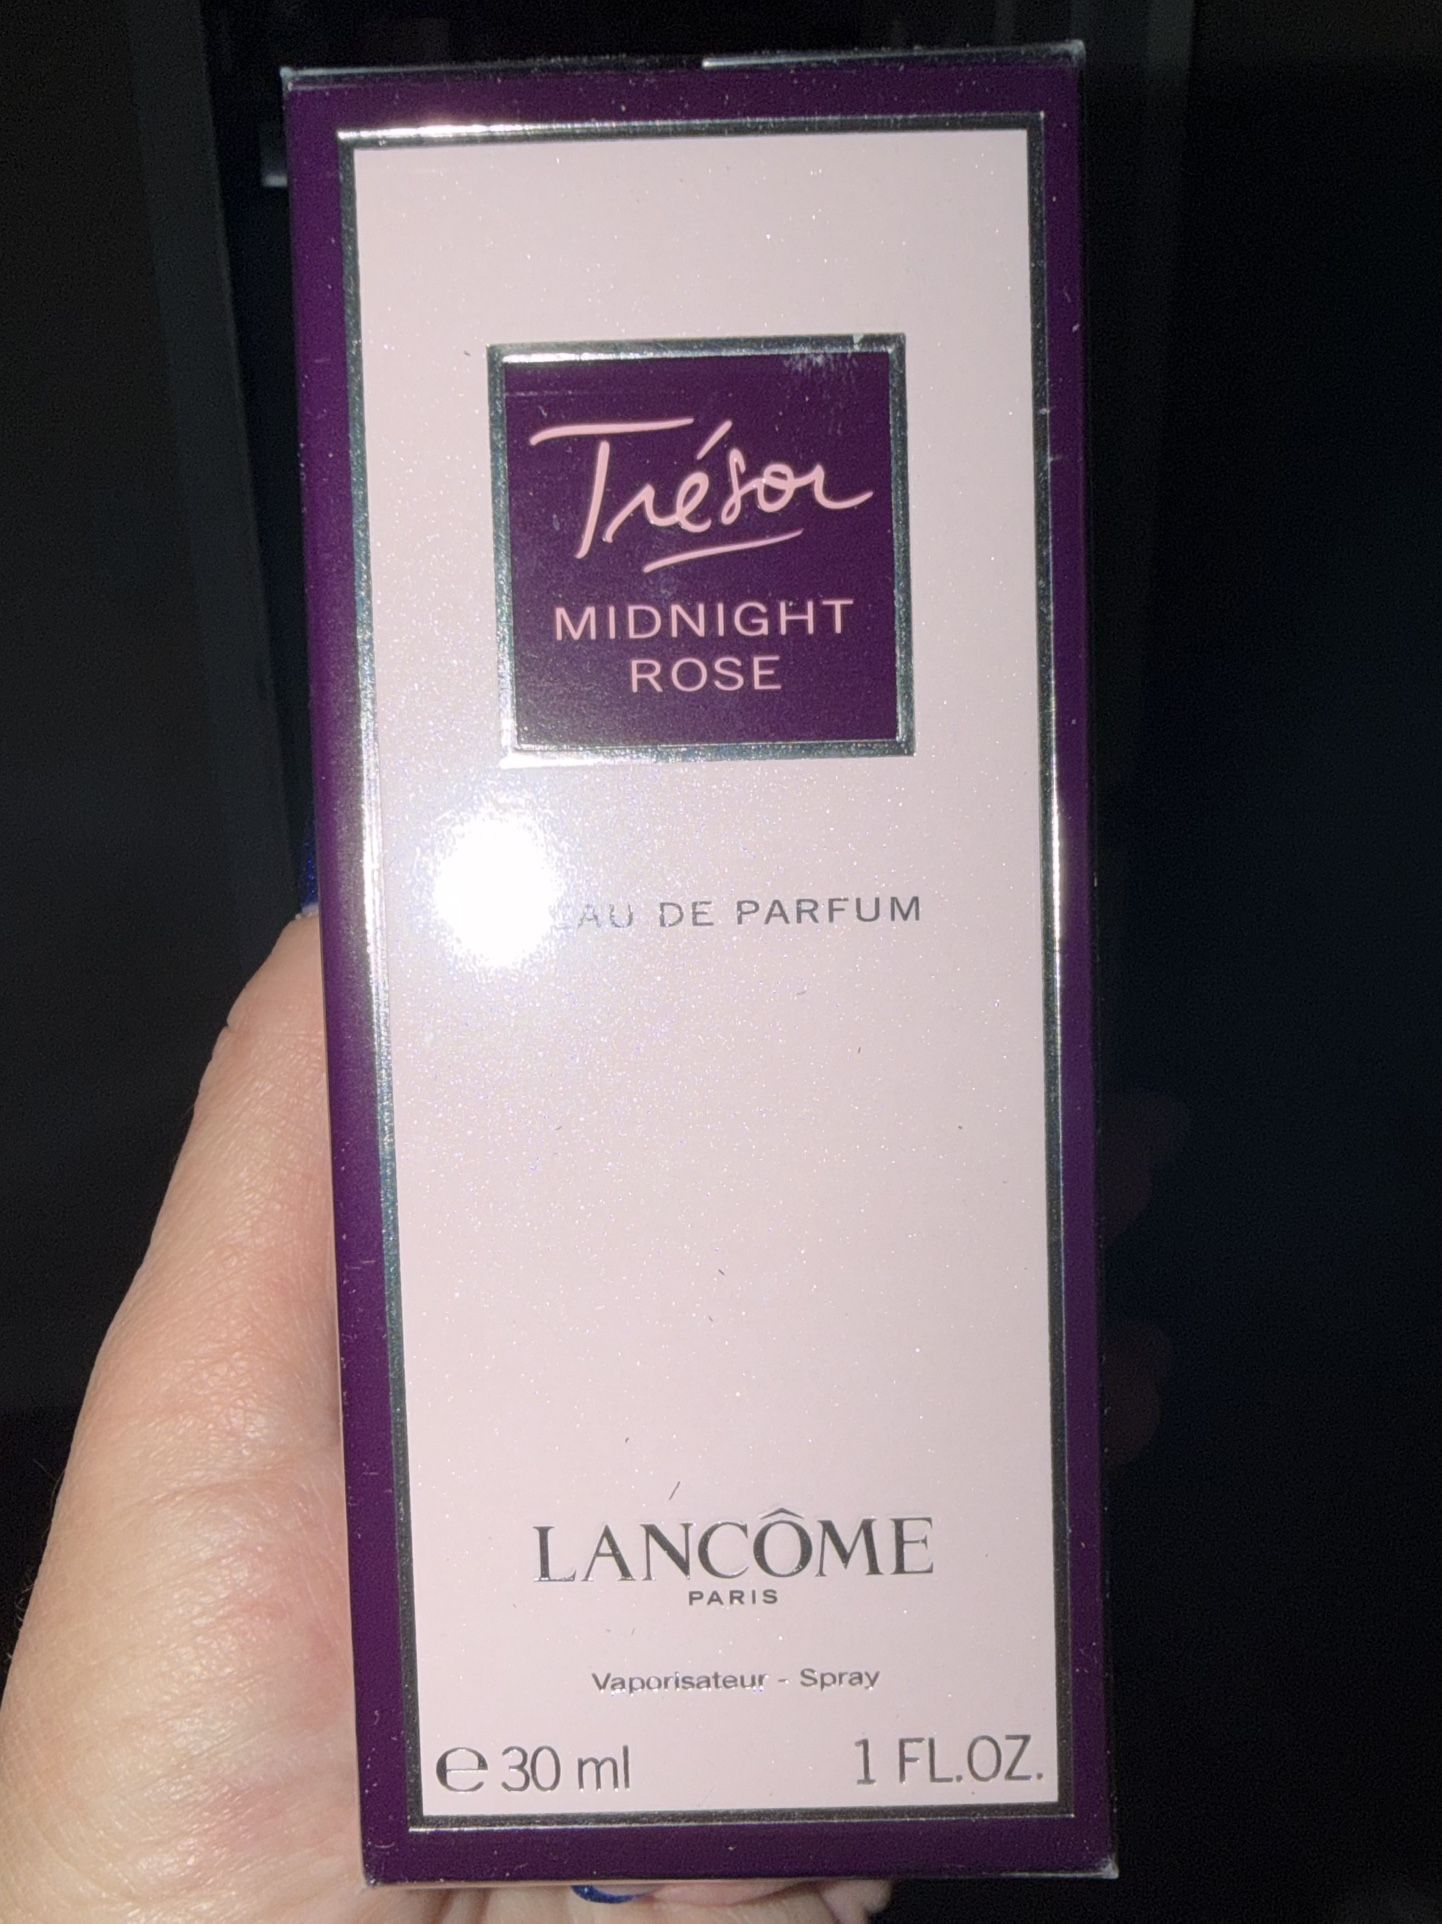 Trésor
MIDNIGHT
ROSE
EAU DE PARFUM
LANCÔME
PARIS
Vaporisateur - Spray
℮ 30 ml 1 FL.OZ.